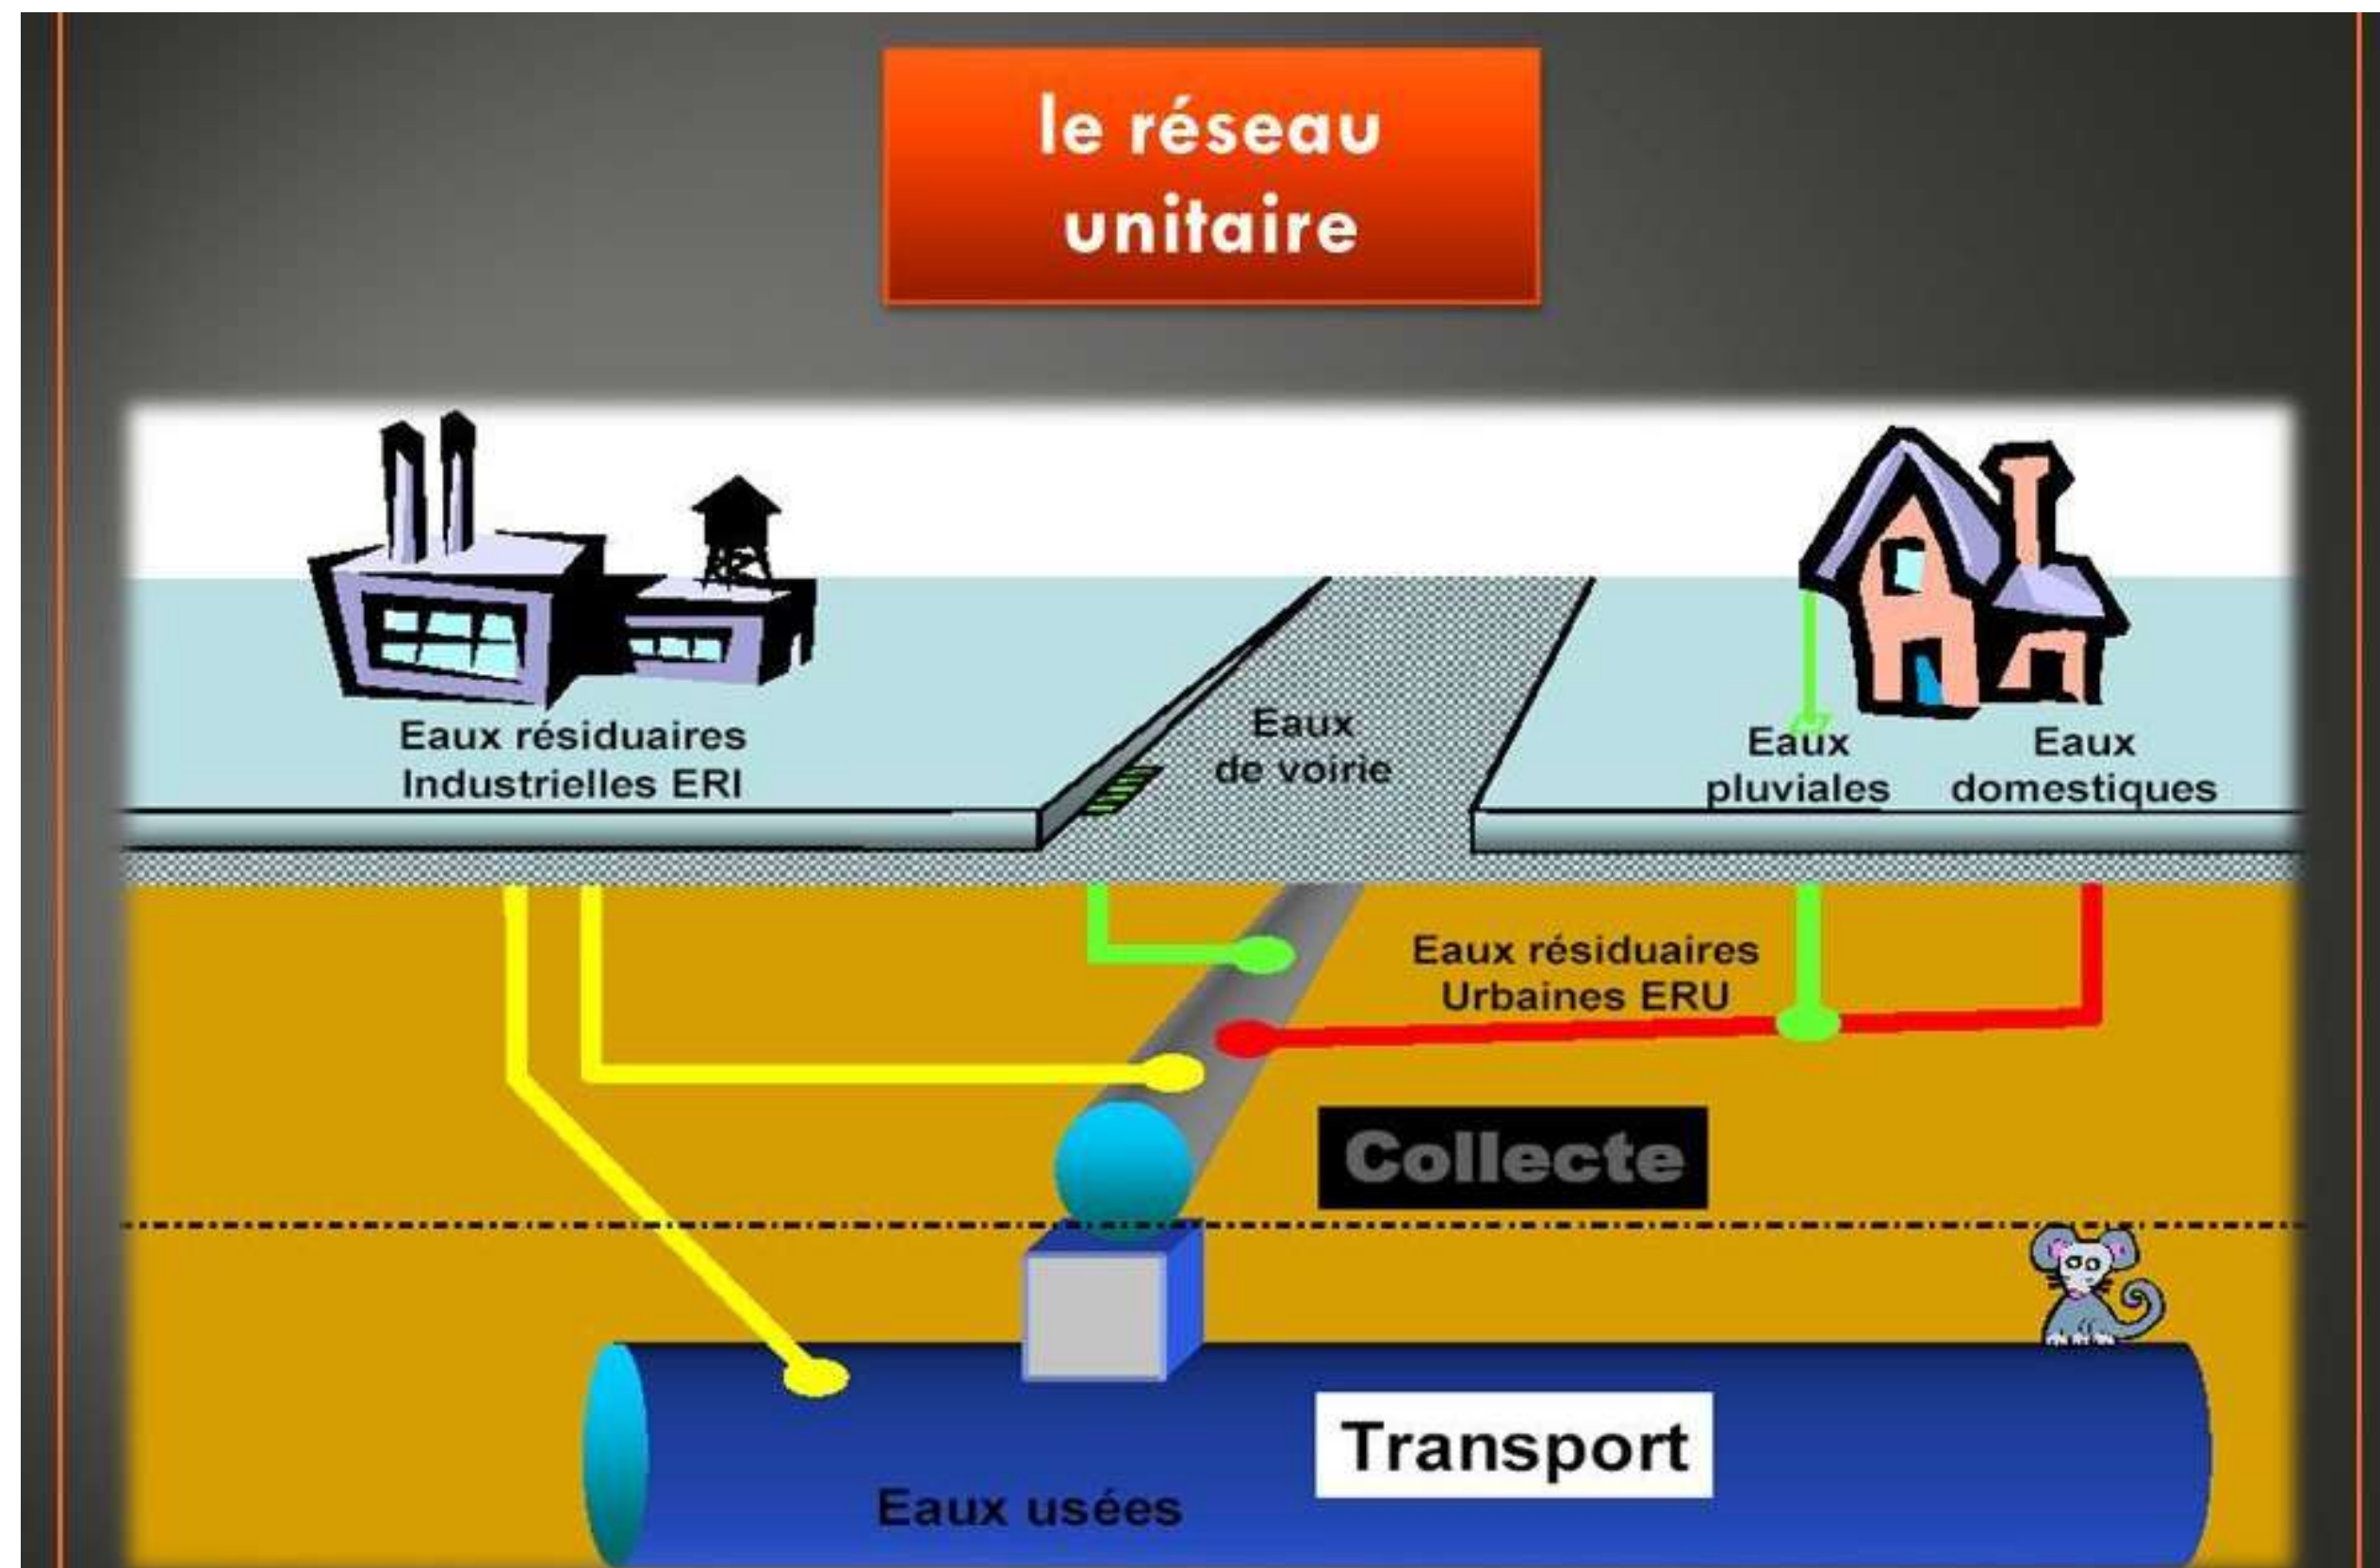 le réseau
unitaire
Eaux résiduaires
Industrielles ERI
Eaux
de voirie
Eaux
pluviales
Eaux
domestiques
Eaux résiduaires
Urbaines ERU
Collecte
Transport
Eaux usées